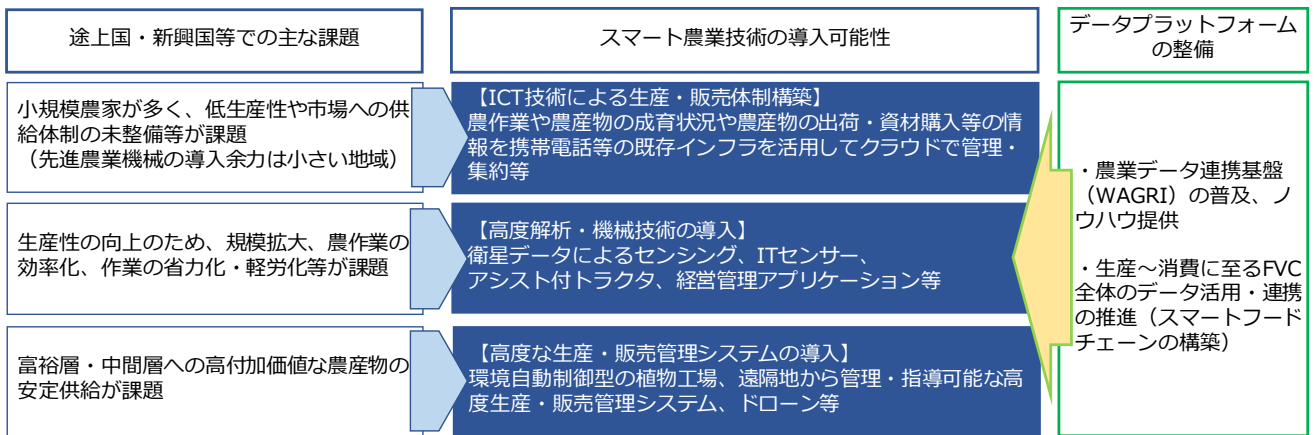 途上国・新興国等での主な課題
スマート農業技術の導入可能性
データプラットフォーム
の整備
小規模農家が多く、低生産性や市場への供
給体制の未整備等が課題
（先進農業機械の導入余力は小さい地域）
【ICT技術による生産・販売体制構築】
農作業や農産物の成育状況や農産物の出荷・資材購入等の情
報を携帯電話等の既存インフラを活用してクラウドで管理・
集約等
生産性の向上のため、規模拡大、農作業の
効率化、作業の省力化・軽労化等が課題
【高度解析・機械技術の導入】
衛星データによるセンシング、ITセンサー、
アシスト付トラクタ、経営管理アプリケーション等
富裕層・中間層への高付加価値な農産物の
安定供給が課題
【高度な生産・販売管理システムの導入】
環境自動制御型の植物工場、遠隔地から管理・指導可能な高
度生産・販売管理システム、ドローン等
・農業データ連携基盤
（WAGRI）の普及、ノ
ウハウ提供
・生産～消費に至るFVC
全体のデータ活用・連携
の推進（スマートフード
チェーンの構築）